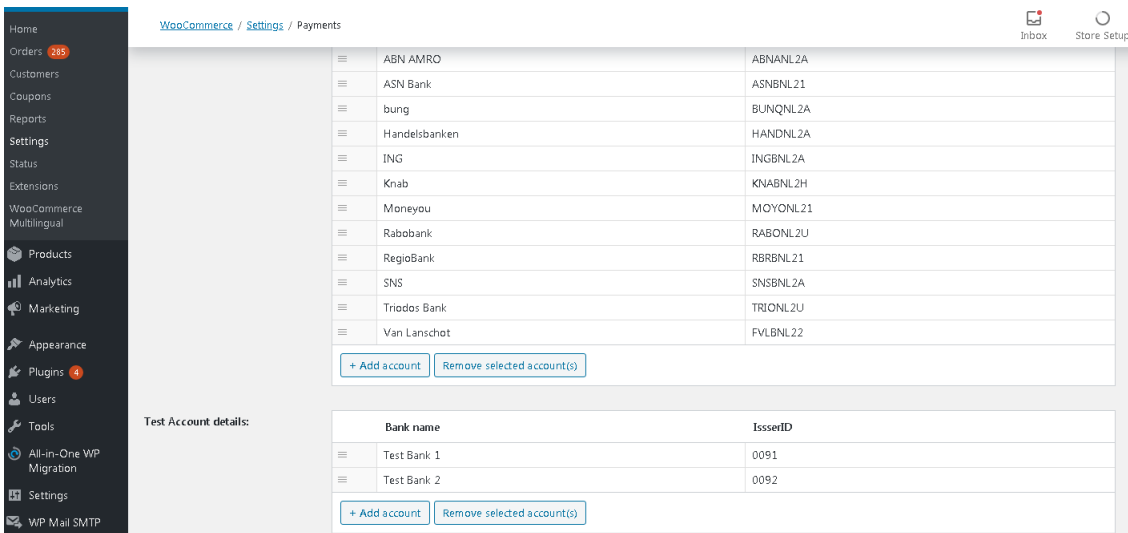 Home
Orders 285
Customers
Coupons
Reports
Settings
Status
Extensions
WooCommerce
Multilingual
Products
Analytics
Marketing
Appearance
Plugins 4
Users
Tools
All-in-One WP
Migration
Settings
WP Mail SMTP
WooCommerce / Settings / Payments
Inbox
Store Setup
ABN AMRO ABNANL2A
ASN Bank ASNBNL21
bung BUNQNL2A
Handelsbanken HANDNL2A
ING INGBNL2A
Knab KNABNL2H
Moneyou MOYONL21
Rabobank RABONL2U
RegioBank RBRBNL21
SNS SNSBNL2A
Triodos Bank TRIONL2U
Van Lanschot FVLBNL22
+ Add account Remove selected account(s)
Test Account details:
Bank name IssserID
Test Bank 1 0091
Test Bank 2 0092
+ Add account Remove selected account(s)